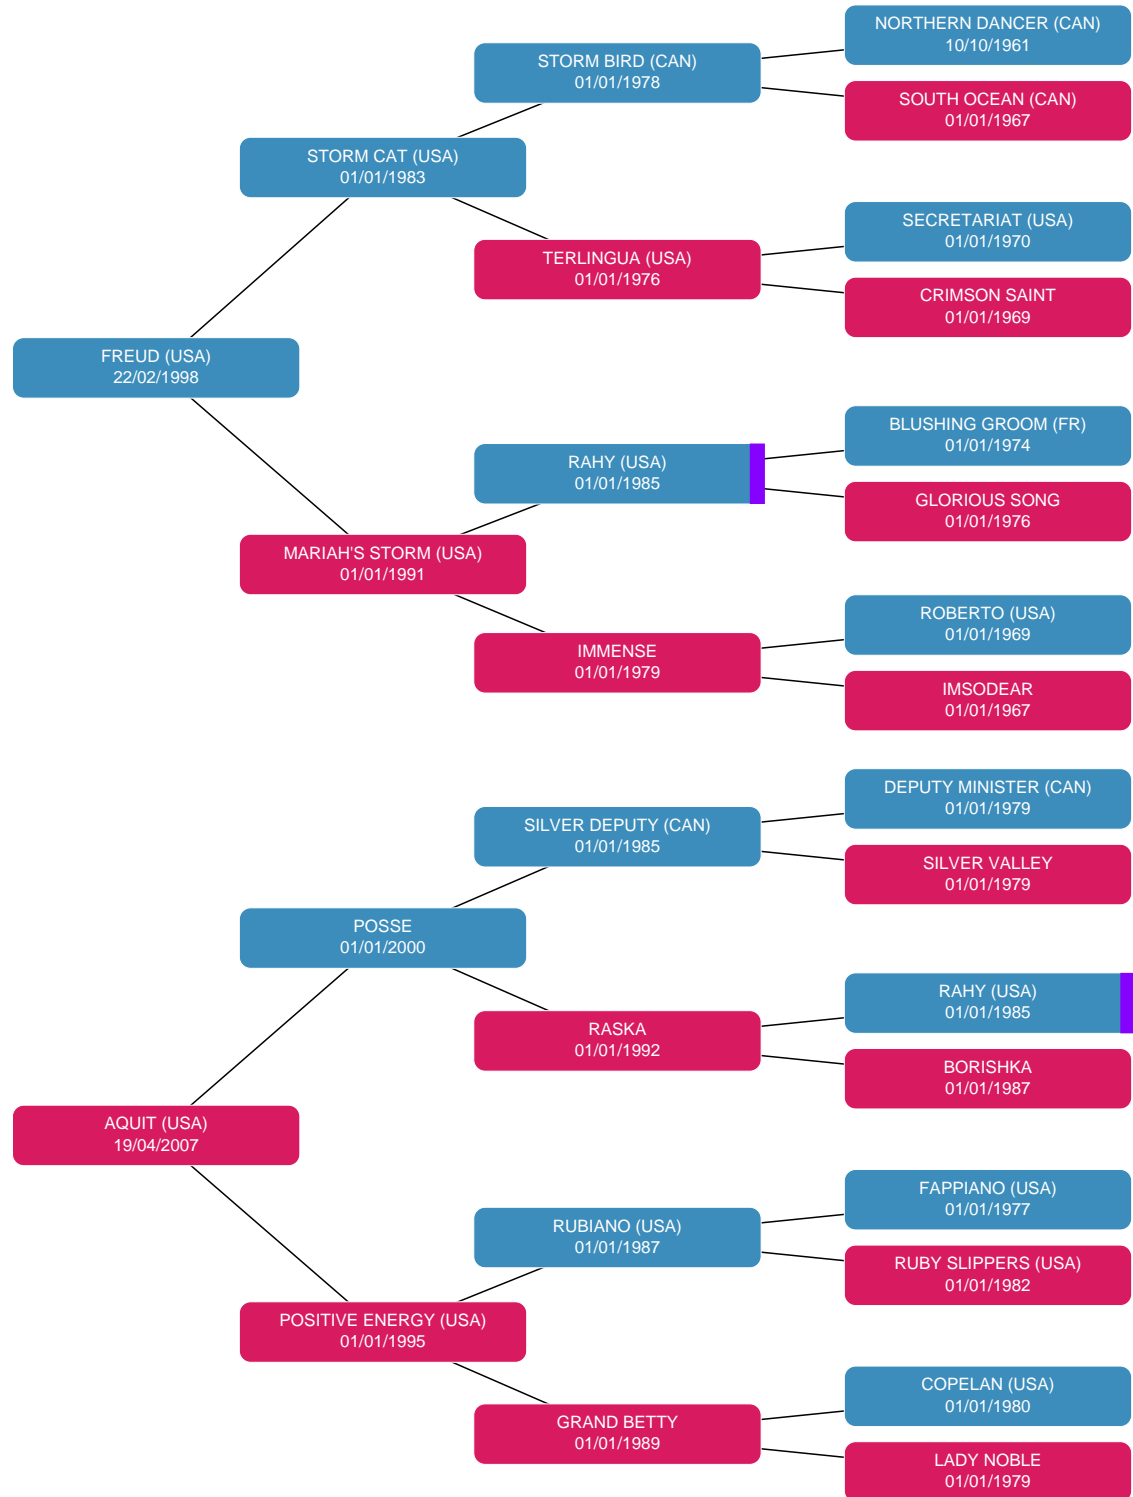 NORTHERN DANCER (CAN)
10/10/1961
STORM BIRD (CAN)
01/01/1978
SOUTH OCEAN (CAN)
01/01/1967
STORM CAT (USA)
01/01/1983
SECRETARIAT (USA)
01/01/1970
TERLINGUA (USA)
01/01/1976
CRIMSON SAINT
01/01/1969
FREUD (USA)
22/02/1998
BLUSHING GROOM (FR)
01/01/1974
RAHY (USA)
01/01/1985
GLORIOUS SONG
01/01/1976
MARIAH'S STORM (USA)
01/01/1991
ROBERTO (USA)
01/01/1969
IMMENSE
01/01/1979
IMSODEAR
01/01/1967
DEPUTY MINISTER (CAN)
01/01/1979
SILVER DEPUTY (CAN)
01/01/1985
SILVER VALLEY
01/01/1979
POSSE
01/01/2000
RAHY (USA)
01/01/1985
RASKA
01/01/1992
BORISHKA
01/01/1987
AQUIT (USA)
19/04/2007
FAPPIANO (USA)
01/01/1977
RUBIANO (USA)
01/01/1987
RUBY SLIPPERS (USA)
01/01/1982
POSITIVE ENERGY (USA)
01/01/1995
COPELAN (USA)
01/01/1980
GRAND BETTY
01/01/1989
LADY NOBLE
01/01/1979